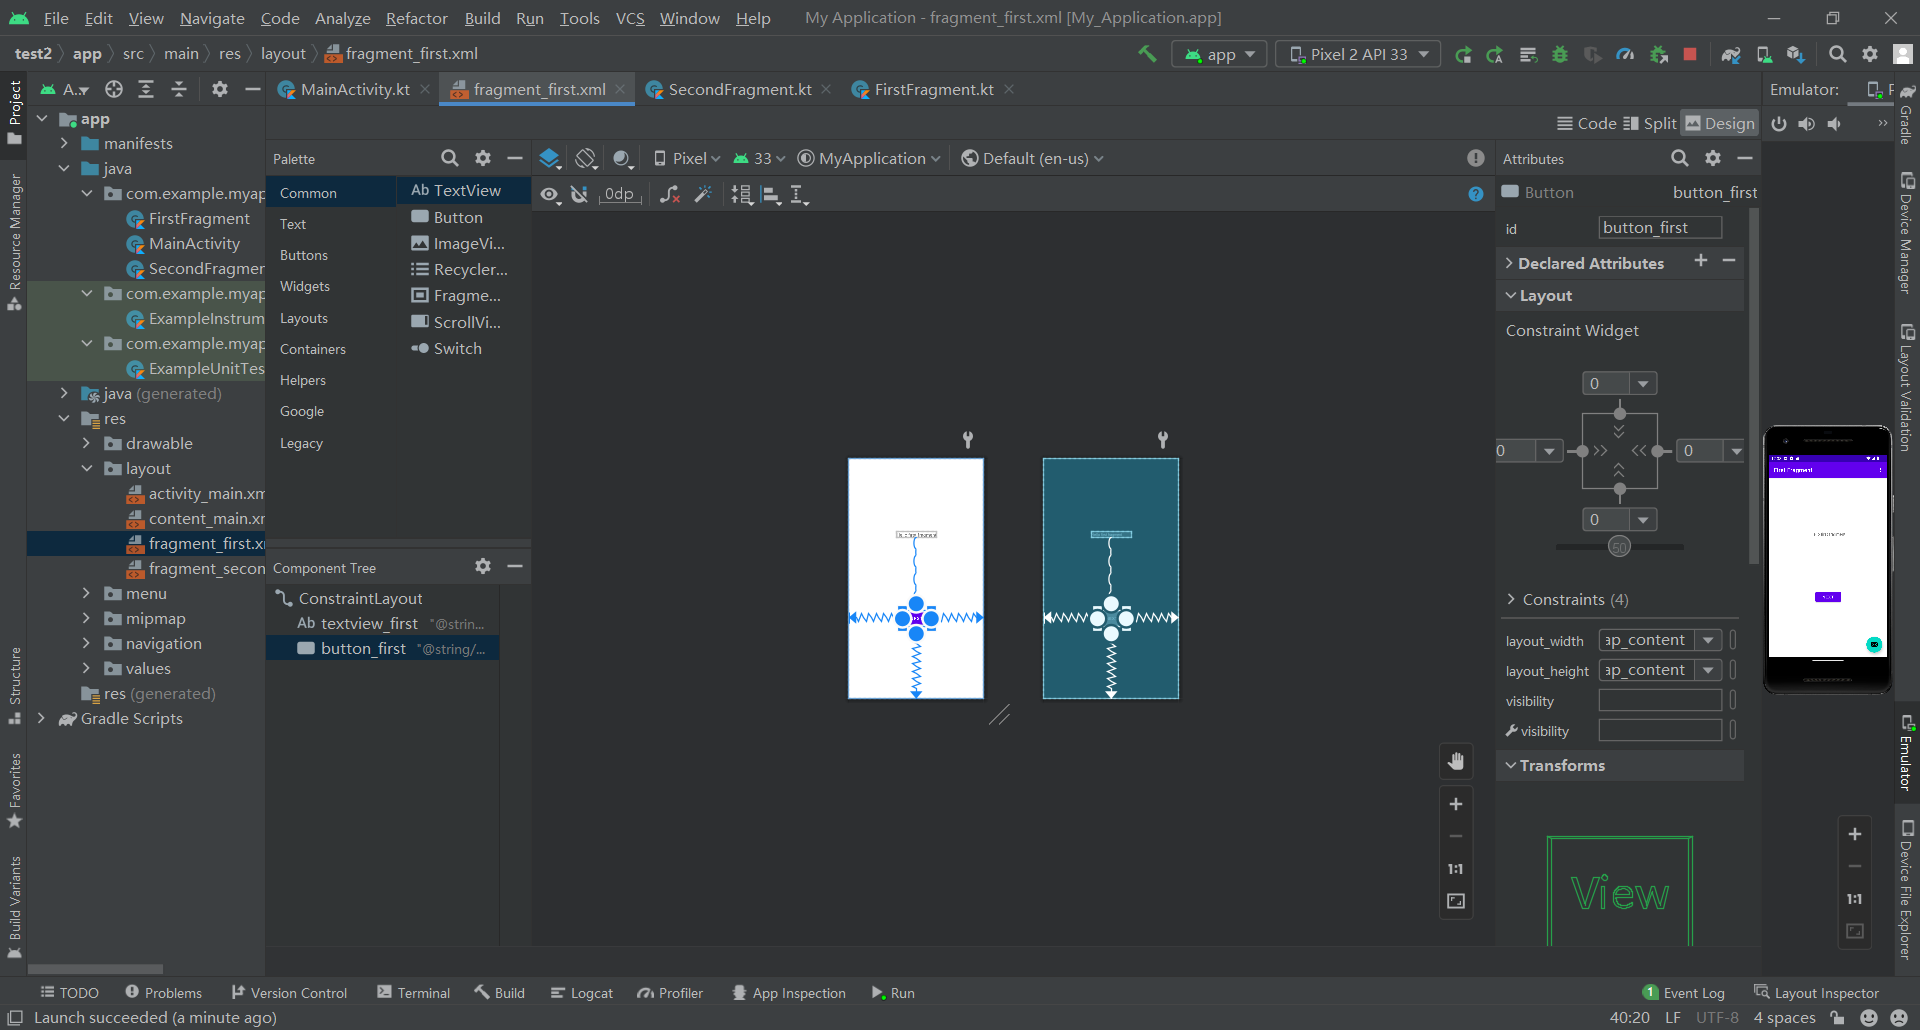 File Edit View Navigate Code Analyze Refactor Build Run Tools VCS Window Help My Application - fragment_first.xml [My_Application.app]
test2 app src main res layout fragment_first.xml
app Pixel 2 API 33
A..
MainActivity.kt fragment_first.xml SecondFragment.kt FirstFragment.kt
Emulator: P
Code Split Design
Project
Resource Manager
Structure
Favorites
Build Variants
app
manifests
java
com.example.myap
FirstFragment
MainActivity
SecondFragmer
com.example.myap
ExampleInstrum
com.example.myap
ExampleUnitTes
java (generated)
res
drawable
layout
activity_main.xm
content_main.xr
fragment_first.x
fragment_secon
menu
mipmap
navigation
values
res (generated)
Gradle Scripts
Palette
Common
Text
Buttons
Widgets
Layouts
Containers
Helpers
Google
Legacy
Ab TextView
Button
ImageVi...
Recycler...
Fragme...
ScrollVi...
Switch
Component Tree
ConstraintLayout
Ab textview_first "@strin...
button_first "@string/...
Pixel 33 MyApplication Default (en-us)
0dp
?
1:1
Attributes
Button button_first
id button_first
Declared Attributes
Layout
Constraint Widget
0
0 0
0
50
Constraints (4)
layout_width ap_content
layout_height ap_content
visibility
visibility
Transforms
View
First Fragment
1:1
Gradle
Device Manager
Layout Validation
Emulator
Device File Explorer
TODO Problems Version Control Terminal Build Logcat Profiler App Inspection Run 1 Event Log Layout Inspector
Launch succeeded (a minute ago) 40:20 LF UTF-8 4 spaces